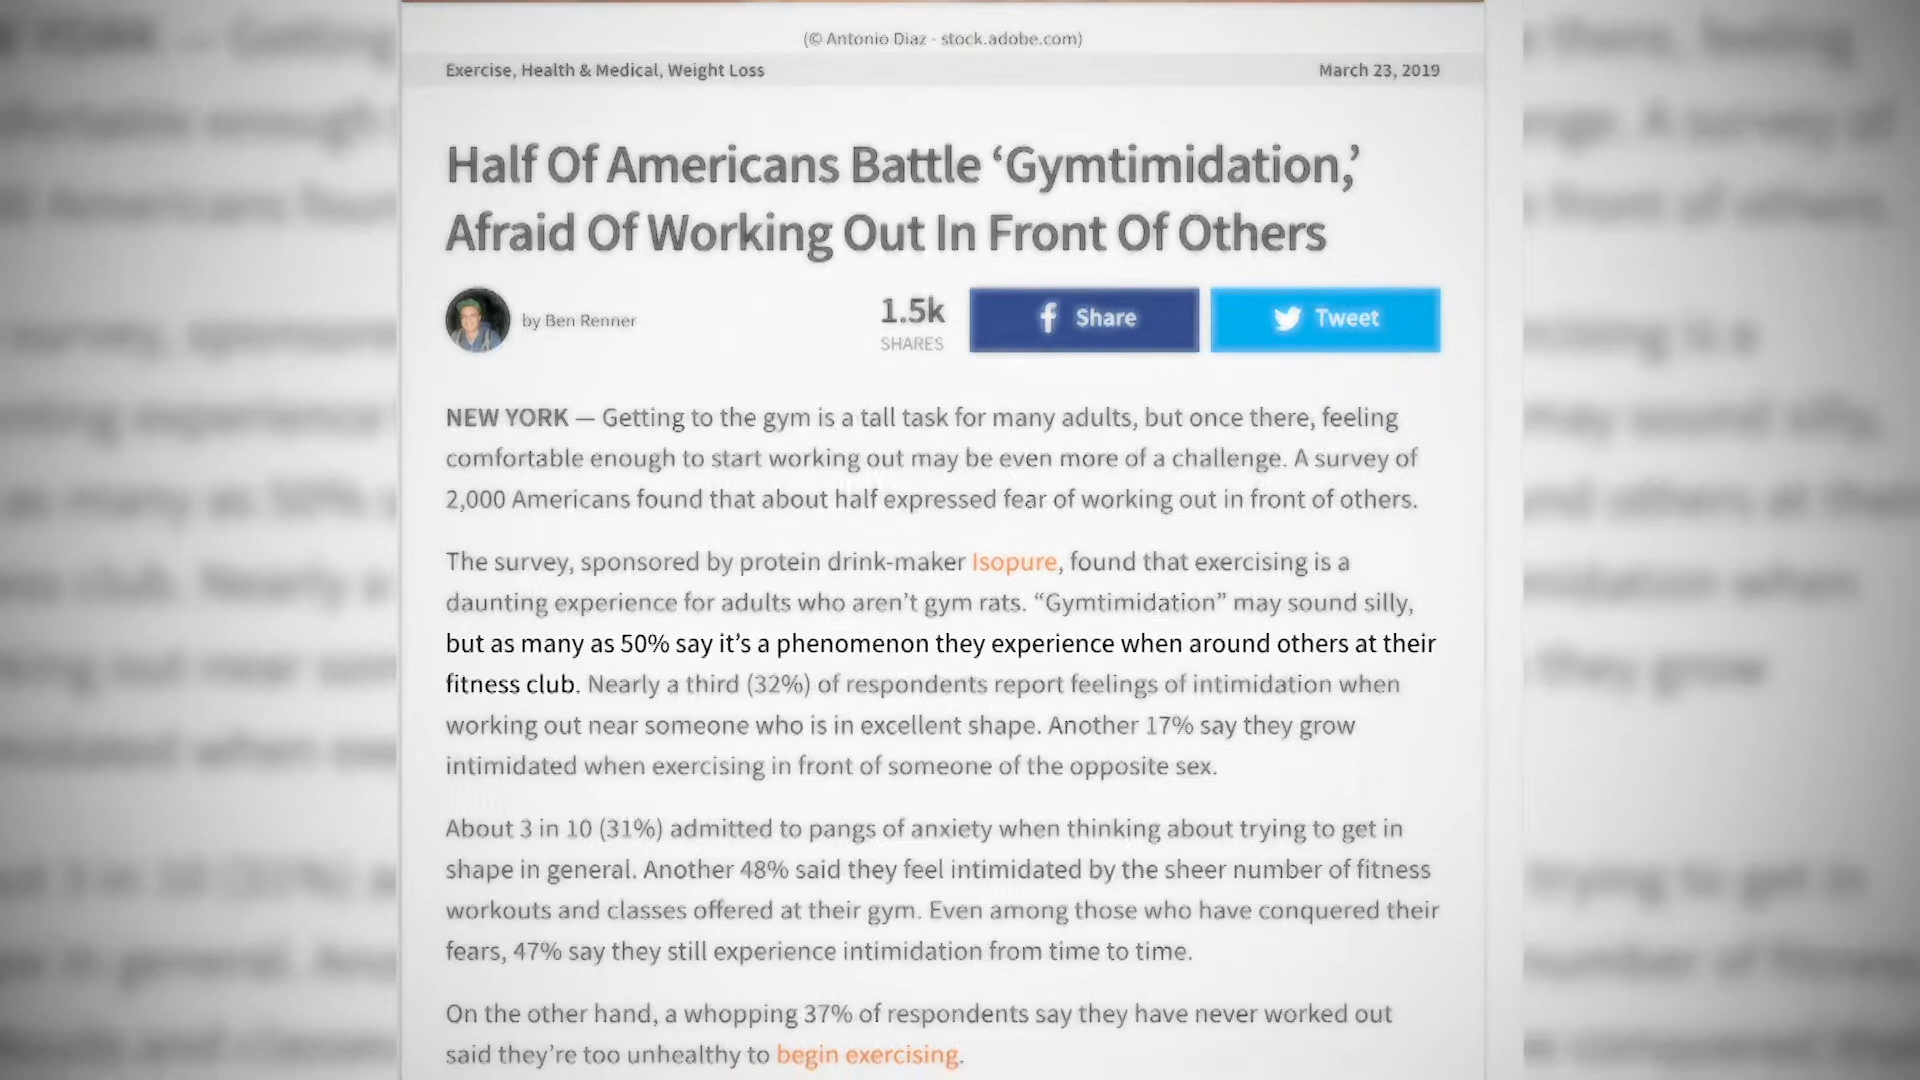 (© Antonio Diaz - stock.adobe.com)
Exercise, Health & Medical, Weight Loss
March 23, 2019
Half Of Americans Battle ‘Gymtimidation,’
Afraid Of Working Out In Front Of Others
by Ben Renner
1.5k
SHARES
Share
Tweet
NEW YORK — Getting to the gym is a tall task for many adults, but once there, feeling
comfortable enough to start working out may be even more of a challenge. A survey of
2,000 Americans found that about half expressed fear of working out in front of others.
The survey, sponsored by protein drink-maker Isopure, found that exercising is a
daunting experience for adults who aren’t gym rats. “Gymtimidation” may sound silly,
but as many as 50% say it’s a phenomenon they experience when around others at their
fitness club. Nearly a third (32%) of respondents report feelings of intimidation when
working out near someone who is in excellent shape. Another 17% say they grow
intimidated when exercising in front of someone of the opposite sex.
About 3 in 10 (31%) admitted to pangs of anxiety when thinking about trying to get in
shape in general. Another 48% said they feel intimidated by the sheer number of fitness
workouts and classes offered at their gym. Even among those who have conquered their
fears, 47% say they still experience intimidation from time to time.
On the other hand, a whopping 37% of respondents say they have never worked out
said they’re too unhealthy to begin exercising.